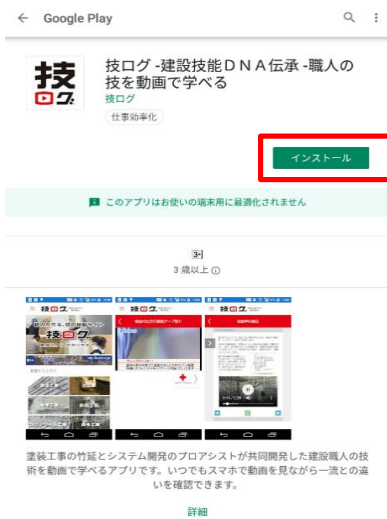 Google Play
技ログ
技ログ -建設技能ＤＮＡ伝承 -職人の
技を動画で学べる
技ログ
仕事効率化
インストール
このアプリはお使いの端末用に最適化されません
3+
3 歳以上
技ログ
塗装工事の竹延とシステム開発のプロアシストが共同開発した建設職人の技
術を動画で学べるアプリです。いつでもスマホで動画を見ながら一流との違
いを確認できます。
詳細